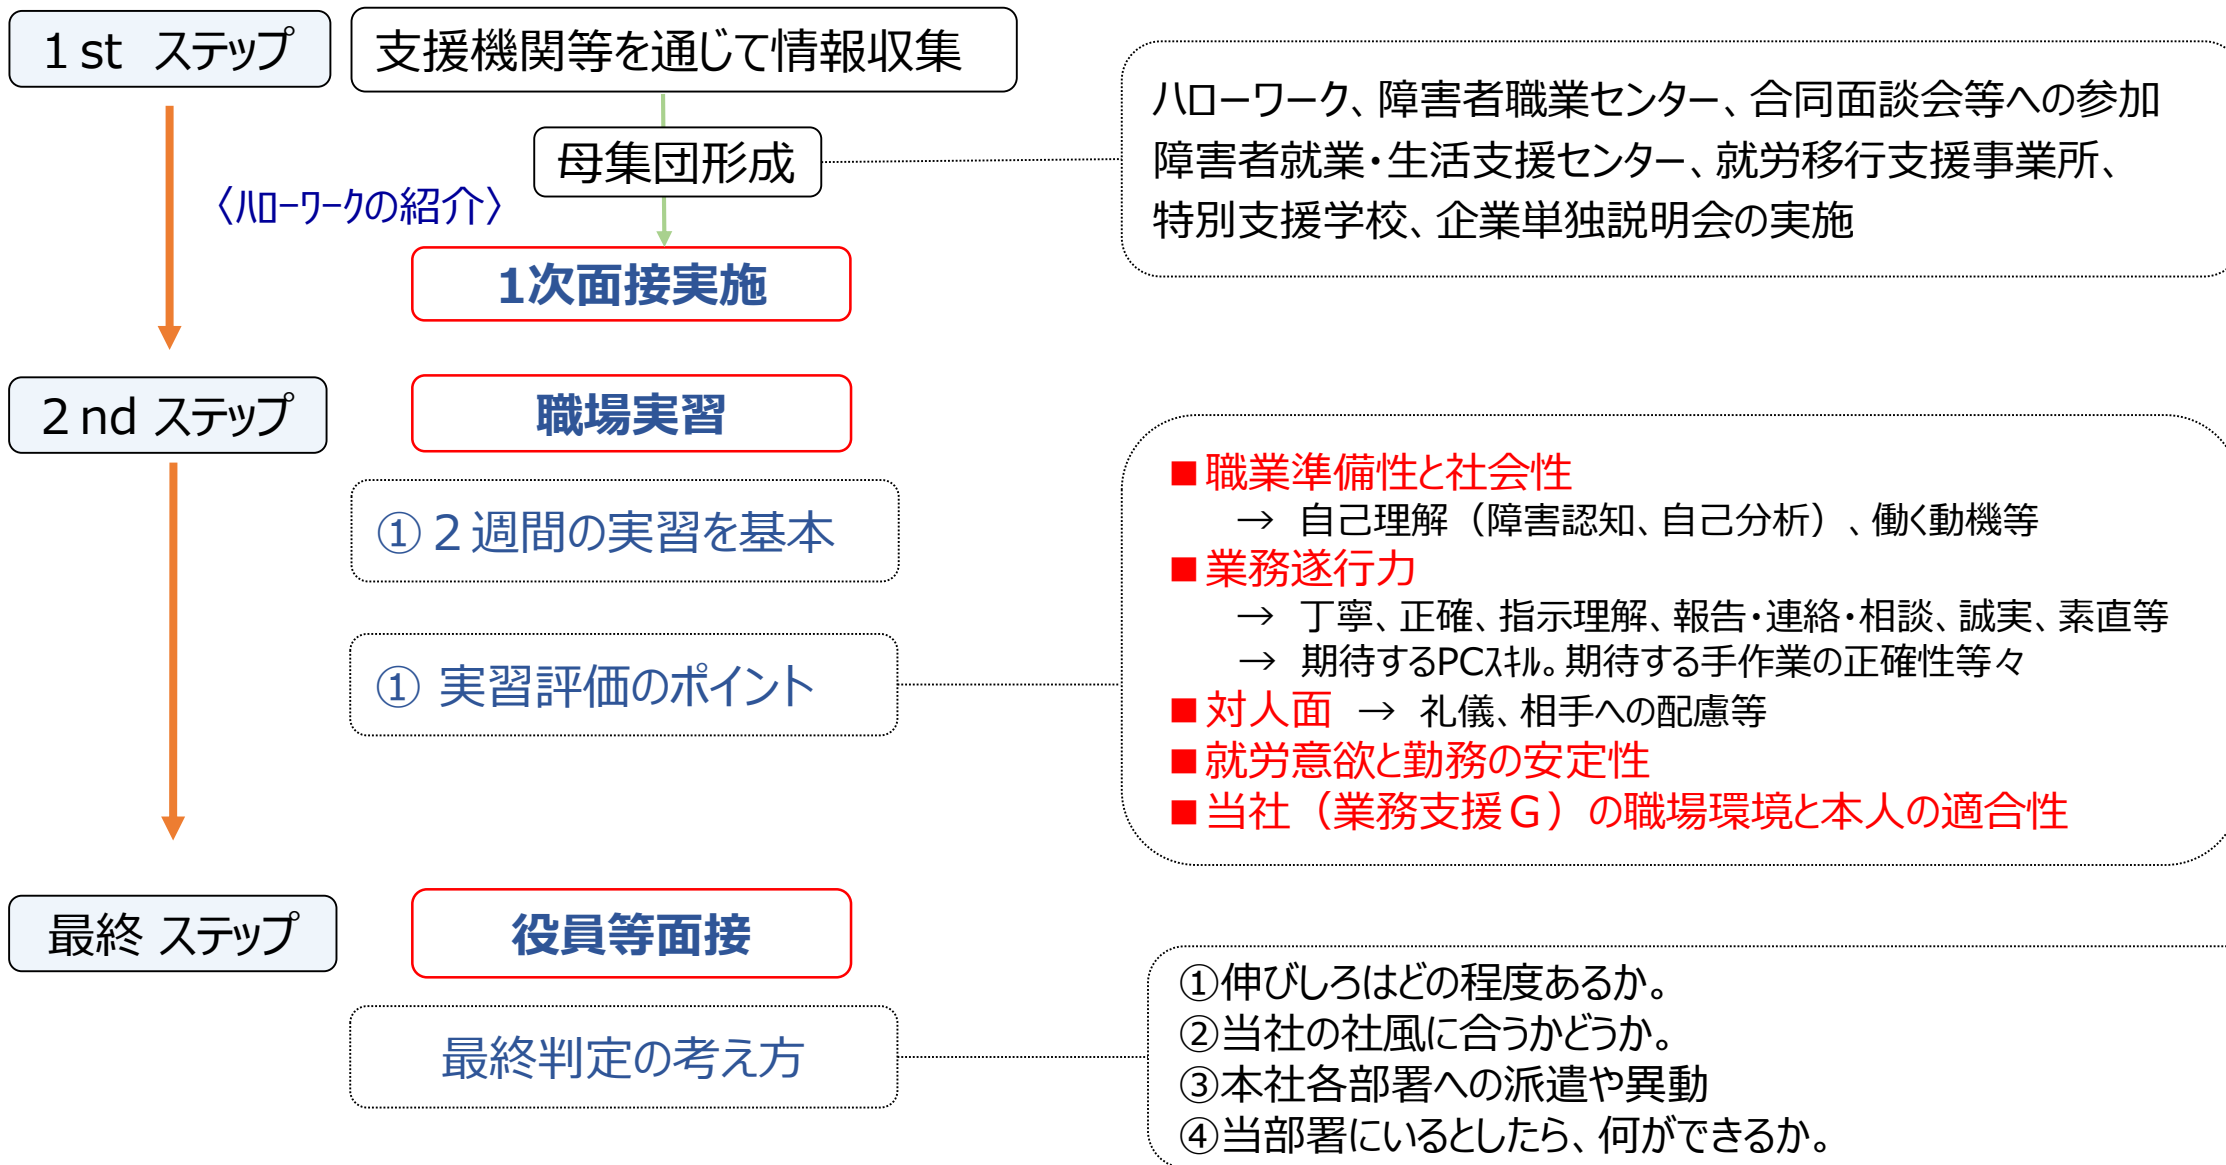 １st ステップ
支援機関等を通じて情報収集
母集団形成
ハローワーク、障害者職業センター、合同面談会等への参加
障害者就業・生活支援センター、就労移行支援事業所、
特別支援学校、企業単独説明会の実施
〈ﾊﾛｰﾜｰｸの紹介〉
1次面接実施
２nd ステップ
職場実習
①２週間の実習を基本
① 実習評価のポイント
■職業準備性と社会性
→ 自己理解（障害認知、自己分析）、働く動機等
■業務遂行力
→ 丁寧、正確、指示理解、報告・連絡・相談、誠実、素直等
→ 期待するPCｽｷﾙ。期待する手作業の正確性等々
■対人面 → 礼儀、相手への配慮等
■就労意欲と勤務の安定性
■当社（業務支援Ｇ）の職場環境と本人の適合性
最終 ステップ
役員等面接
最終判定の考え方
①伸びしろはどの程度あるか。
②当社の社風に合うかどうか。
③本社各部署への派遣や異動
④当部署にいるとしたら、何ができるか。